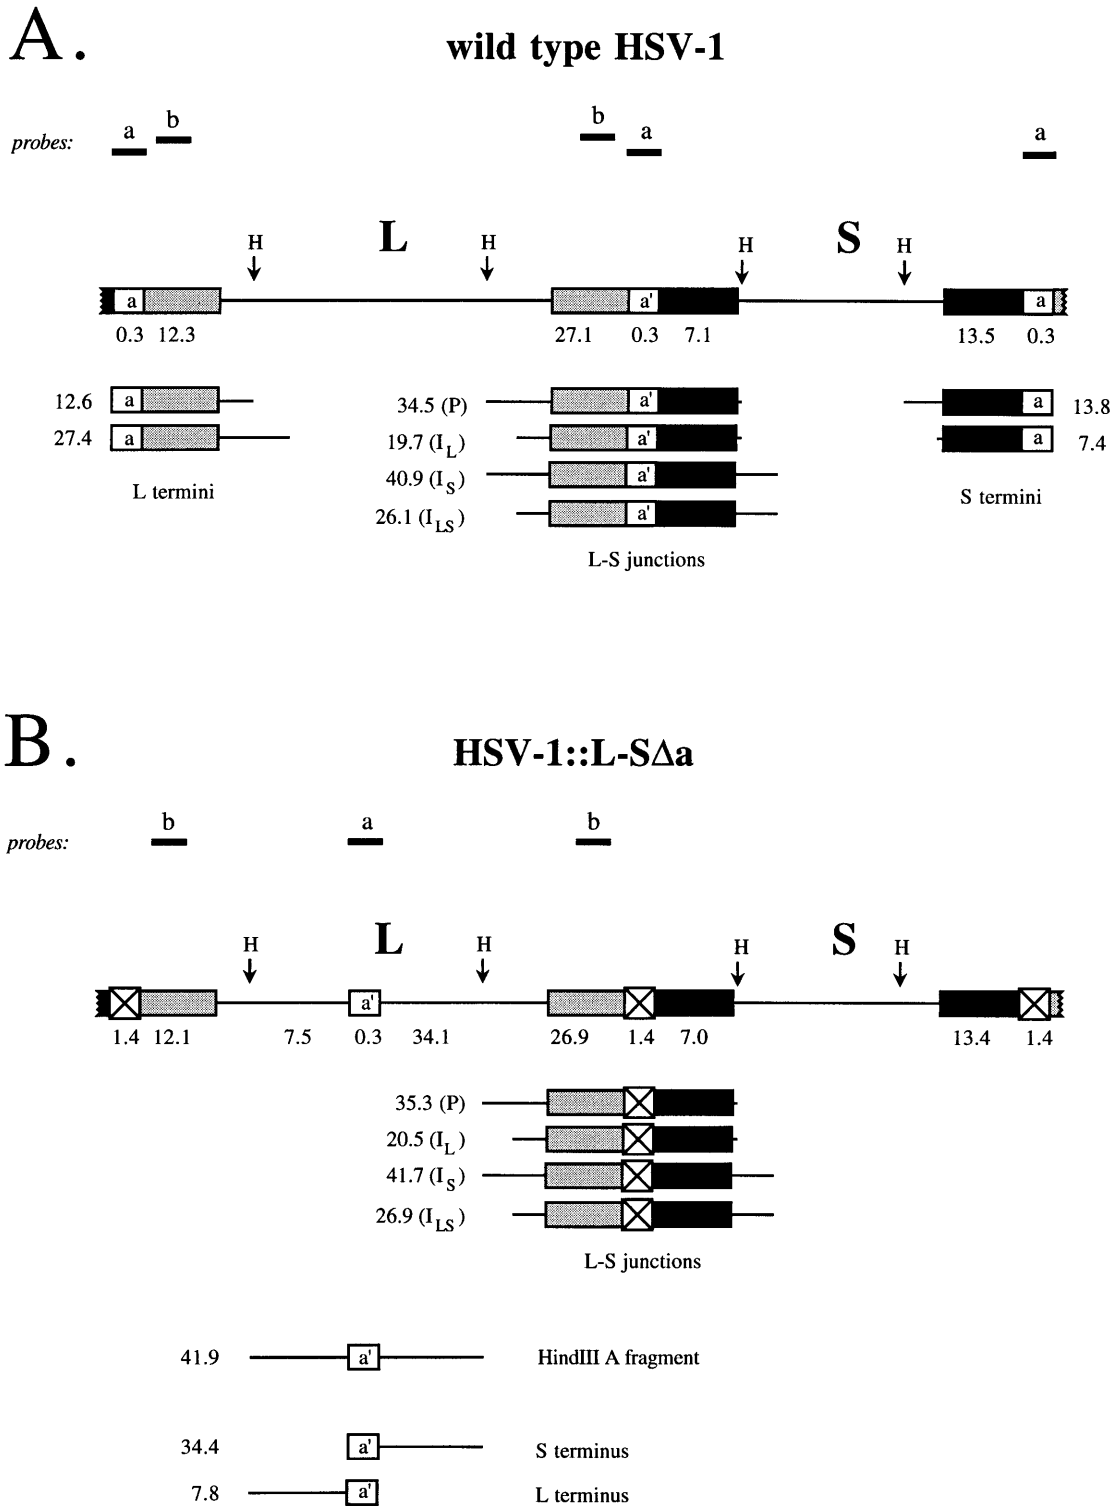 A.
wild type HSV-1
probes: a b b a a
L S
H H H H
a a' a
0.3 12.3 27.1 0.3 7.1 13.5 0.3
12.6 a 34.5 (P) a' a 13.8
27.4 a 19.7 (IL) a' a 7.4
40.9 (IS) a'
L termini S termini
26.1 (ILS) a'
L-S junctions
B.
HSV-1::L-SΔa
probes: b a b
L S
H H H H
a'
1.4 12.1 7.5 0.3 34.1 26.9 1.4 7.0 13.4 1.4
35.3 (P)
20.5 (IL)
41.7 (IS)
26.9 (ILS)
L-S junctions
41.9 a' HindIII A fragment
34.4 a' S terminus
7.8 a' L terminus